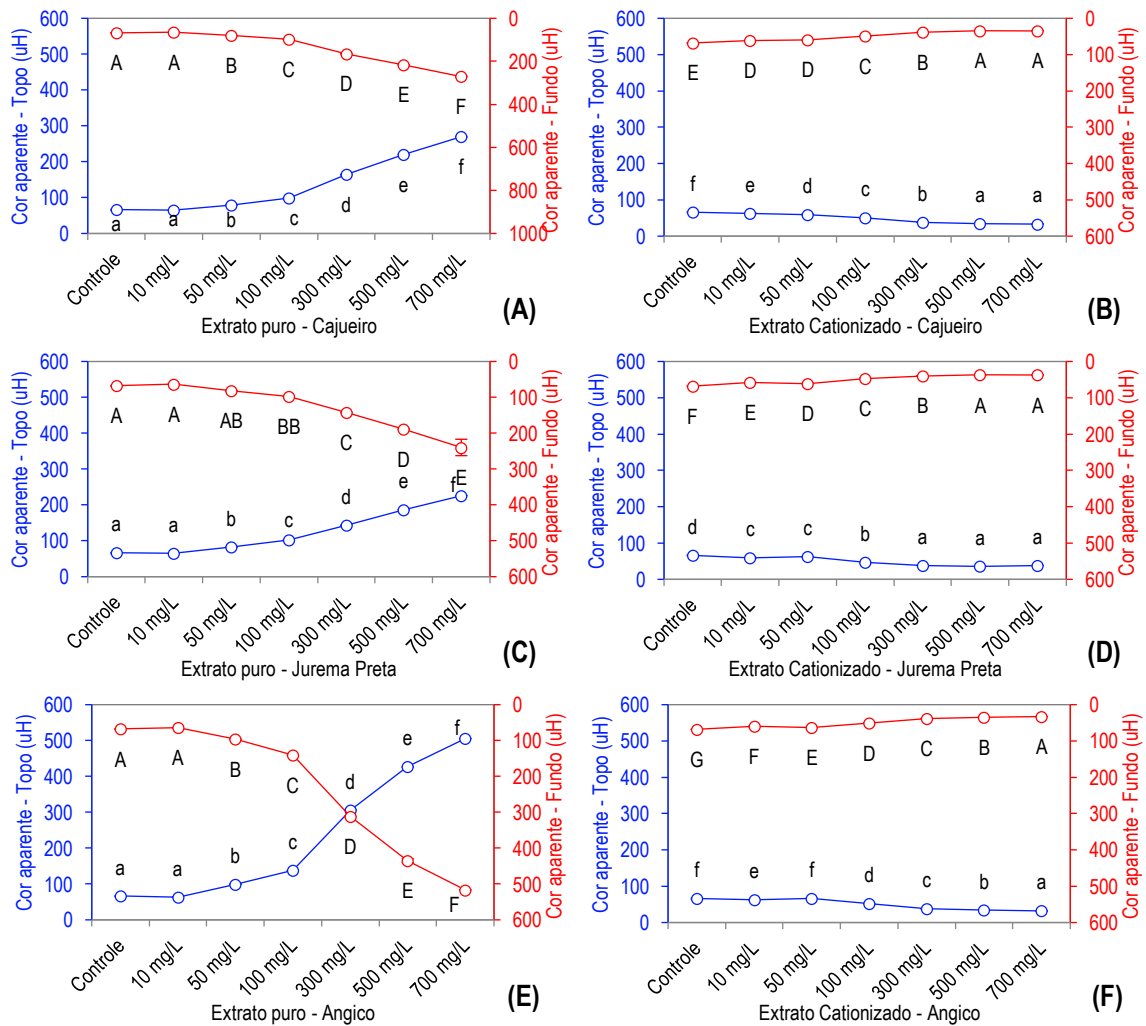 Cor aparente - Topo (uH)
600
500
400
300
200
100
0
A A B C D E F
a a b c d e f
0
200
400
600
800
1000
Cor aparente - Fundo (uH)
Controle
10 mg/L
50 mg/L
100 mg/L
300 mg/L
500 mg/L
700 mg/L
Extrato puro - Cajueiro
(A)
Cor aparente - Topo (uH)
600
500
400
300
200
100
0
E D D C B A A
f e d c b a a
0
100
200
300
400
500
600
Cor aparente - Fundo (uH)
Controle
10 mg/L
50 mg/L
100 mg/L
300 mg/L
500 mg/L
700 mg/L
Extrato Cationizado - Cajueiro
(B)
Cor aparente - Topo (uH)
600
500
400
300
200
100
0
A A AB BB C D E
a a b c d e f
0
100
200
300
400
500
600
Cor aparente - Fundo (uH)
Controle
10 mg/L
50 mg/L
100 mg/L
300 mg/L
500 mg/L
700 mg/L
Extrato puro - Jurema Preta
(C)
Cor aparente - Topo (uH)
600
500
400
300
200
100
0
F E D C B A A
d c c b a a a
0
100
200
300
400
500
600
Cor aparente - Fundo (uH)
Controle
10 mg/L
50 mg/L
100 mg/L
300 mg/L
500 mg/L
700 mg/L
Extrato Cationizado - Jurema Preta
(D)
Cor aparente - Topo (uH)
600
500
400
300
200
100
0
A A B C D E F
a a b c d e f
0
100
200
300
400
500
600
Cor aparente - Fundo (uH)
Controle
10 mg/L
50 mg/L
100 mg/L
300 mg/L
500 mg/L
700 mg/L
Extrato puro - Angico
(E)
Cor aparente - Topo (uH)
600
500
400
300
200
100
0
G F E D C B A
f e f d c b a
0
100
200
300
400
500
600
Cor aparente - Fundo (uH)
Controle
10 mg/L
50 mg/L
100 mg/L
300 mg/L
500 mg/L
700 mg/L
Extrato Cationizado - Angico
(F)